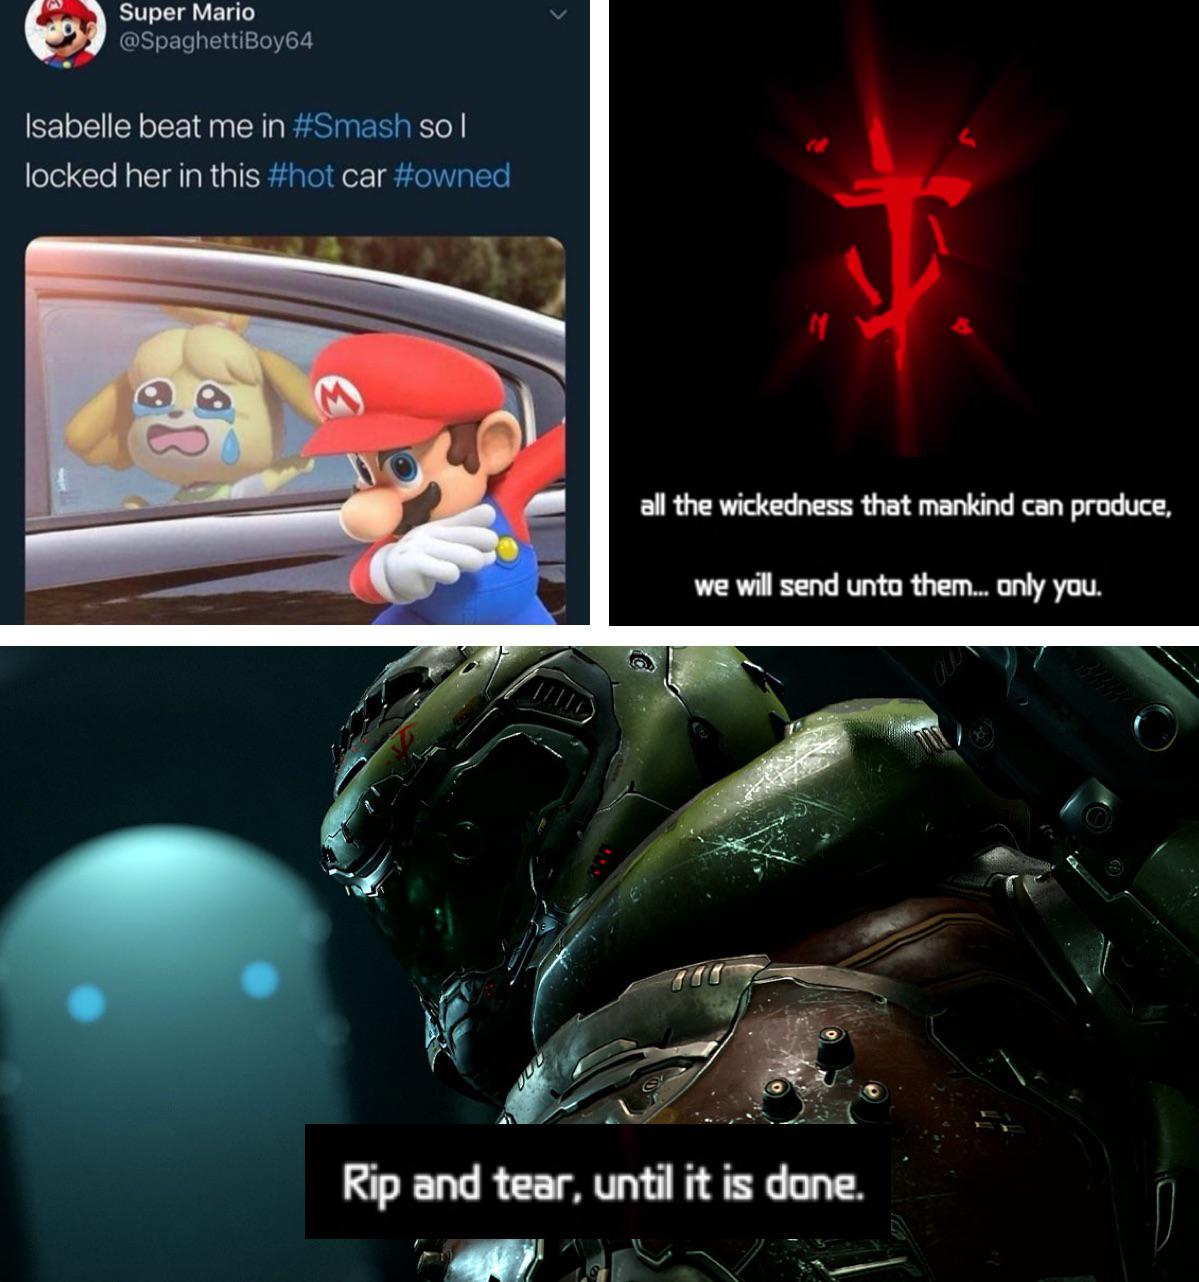 Super Mario
@SpaghettiBoy64
Isabelle beat me in #Smash so I
locked her in this #hot car #owned
M
all the wickedness that mankind can produce,
we will send unto them... only you.
Rip and tear, until it is done.